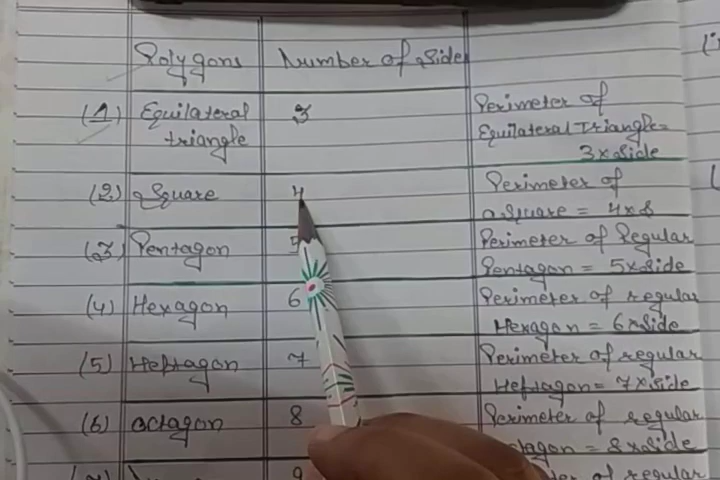 Polygons Number of side
(1) Equilateral triangle 3 Perimeter of
Equilateral Triangle=
3×side
(2) Square 4 Perimeter of
a square = 4×s
(3) Pentagon 5 Perimeter of Regular
Pentagon = 5×side
(4) Hexagon 6 Perimeter of regular
Hexagon = 6×side
(5) Heptagon 7 Perimeter of regular
Heptagon= 7×side
(6) Octagon 8 Perimeter of regular
= 8×side
9 of regular